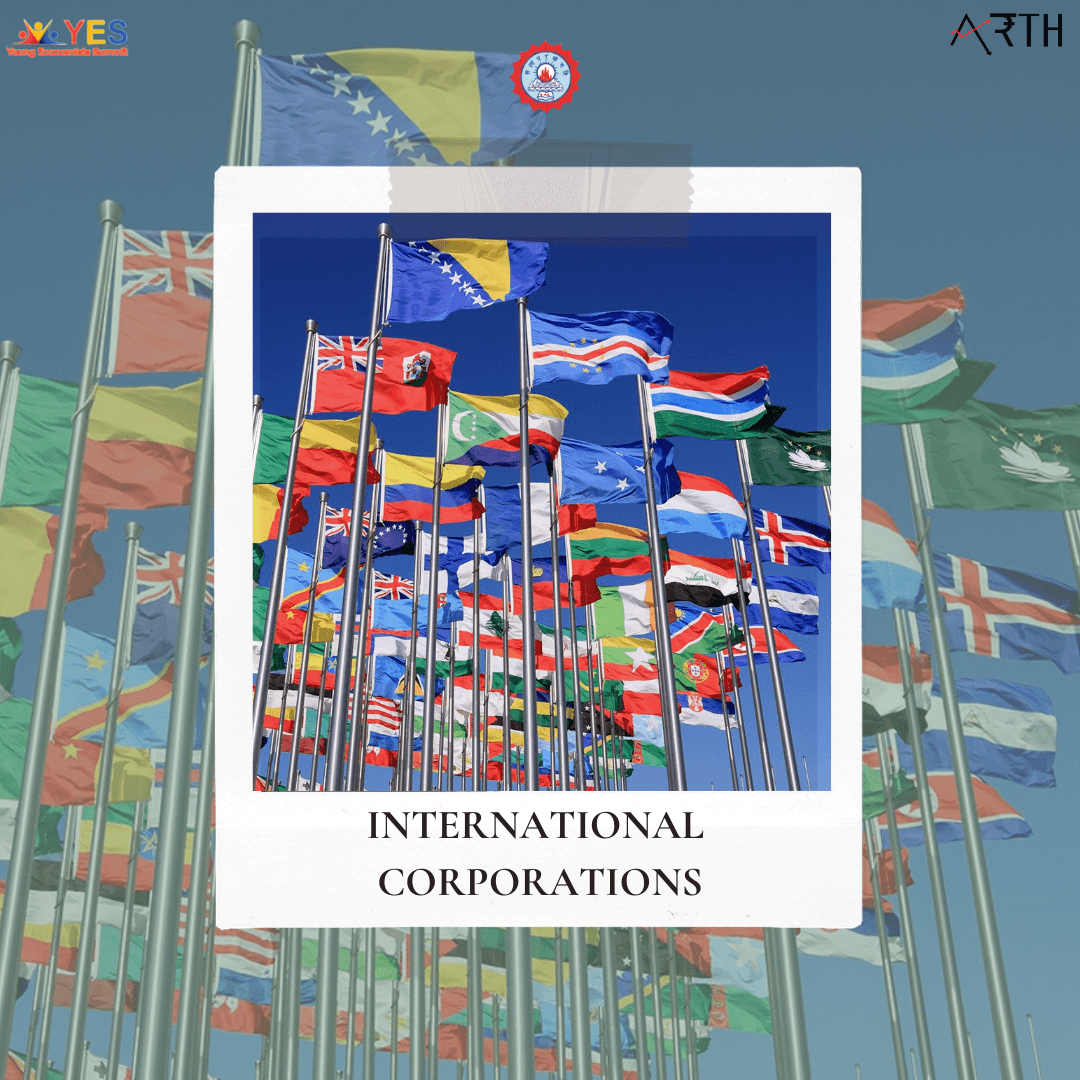 YES
Young Economists Summit
ARTH
INTERNATIONAL
CORPORATIONS